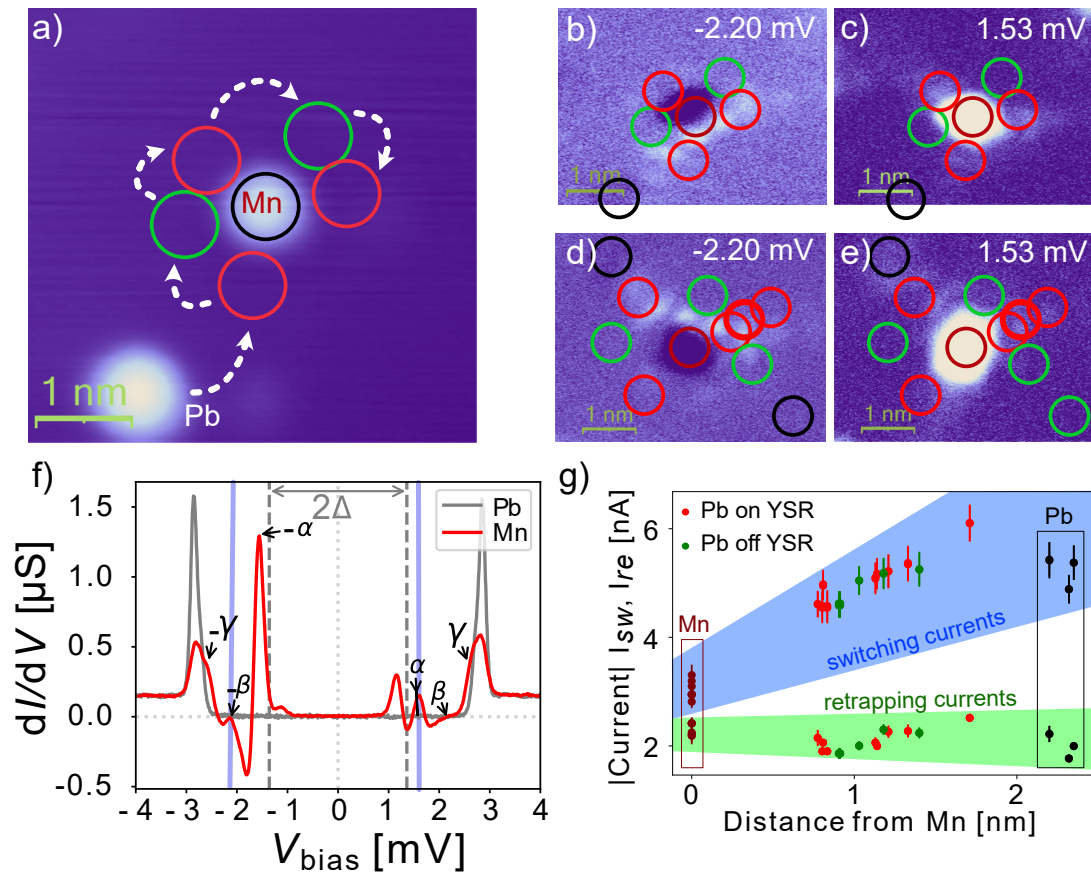 a)
Mn
Pb
1 nm
b)
-2.20 mV
1 nm
c)
1.53 mV
1 nm
d)
-2.20 mV
1 nm
e)
1.53 mV
1 nm
f)
2Δ
Pb
Mn
-α
-γ
-β
α
β
γ
1.5
1.0
0.5
0.0
-0.5
dI/dV [µS]
-4 -3 -2 -1 0 1 2 3 4
V_bias [mV]
g)
Pb on YSR
Pb off YSR
Pb
Mn
switching currents
retrapping currents
6
4
2
|Current| I_sw, I_re [nA]
0 1 2
Distance from Mn [nm]